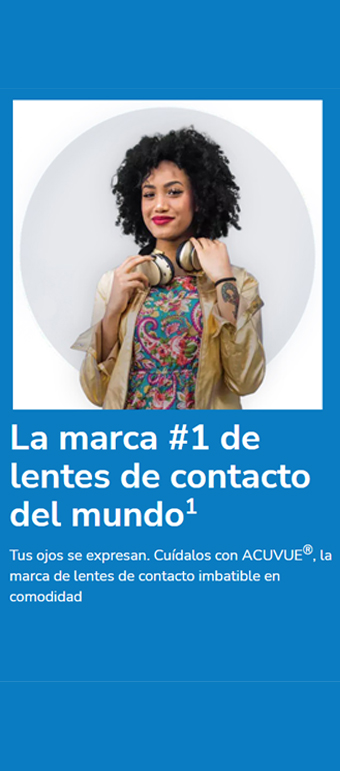 La marca #1 de
lentes de contacto
del mundo¹
Tus ojos se expresan. Cuídalos con ACUVUE®, la
marca de lentes de contacto imbatible en
comodidad